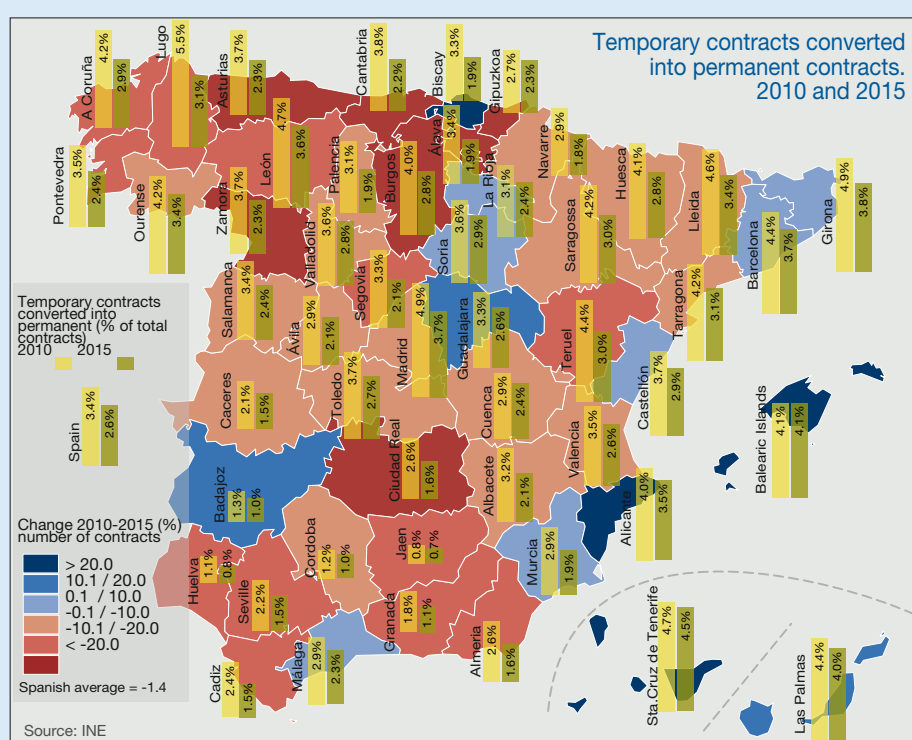 Temporary contracts converted
into permanent contracts.
2010 and 2015
A Coruña
4.2%
2.9%
Lugo
5.5%
3.1%
Asturias
3.7%
2.3%
Cantabria
3.8%
2.2%
Biscay
3.3%
1.9%
Gipuzkoa
2.7%
2.3%
Pontevedra
3.5%
2.4%
Ourense
4.2%
3.4%
Zamora
3.7%
2.3%
León
4.7%
3.6%
Palencia
3.1%
1.9%
Burgos
4.0%
2.8%
Álava
3.4%
1.9%
La Rioja
3.1%
2.4%
Navarre
2.9%
1.8%
Huesca
4.1%
2.8%
Lleida
4.6%
3.4%
Barcelona
4.4%
3.7%
Girona
4.9%
3.8%
Valladolid
3.6%
2.8%
Soria
3.6%
2.9%
Saragossa
4.2%
3.0%
Tarragona
4.2%
3.1%
Salamanca
3.4%
2.4%
Ávila
2.9%
2.1%
Segovia
3.3%
2.1%
Madrid
4.9%
3.7%
Guadalajara
3.3%
2.6%
Teruel
4.4%
3.0%
Castellón
3.7%
2.9%
Caceres
2.1%
1.5%
Toledo
3.7%
2.7%
Cuenca
2.9%
2.4%
Valencia
3.5%
2.6%
Balearic Islands
4.1%
4.1%
Badajoz
1.3%
1.0%
Ciudad Real
2.6%
1.6%
Albacete
3.2%
2.1%
Alicante
4.0%
3.5%
Huelva
1.1%
0.8%
Seville
2.2%
1.5%
Cordoba
1.2%
1.0%
Jaen
0.8%
0.7%
Murcia
2.9%
1.9%
Cadiz
2.4%
1.5%
Málaga
2.9%
2.3%
Granada
1.8%
1.1%
Almeria
2.6%
1.6%
Sta.Cruz de Tenerife
4.7%
4.5%
Las Palmas
4.4%
4.0%
Temporary contracts
converted into
permanent (% of total
contracts)
2010 2015
Spain
3.4%
2.6%
Change 2010-2015 (%)
number of contracts
> 20.0
10.1 / 20.0
0.1 / 10.0
-0.1 / -10.0
-10.1 / -20.0
< -20.0
Spanish average = -1.4
Source: INE